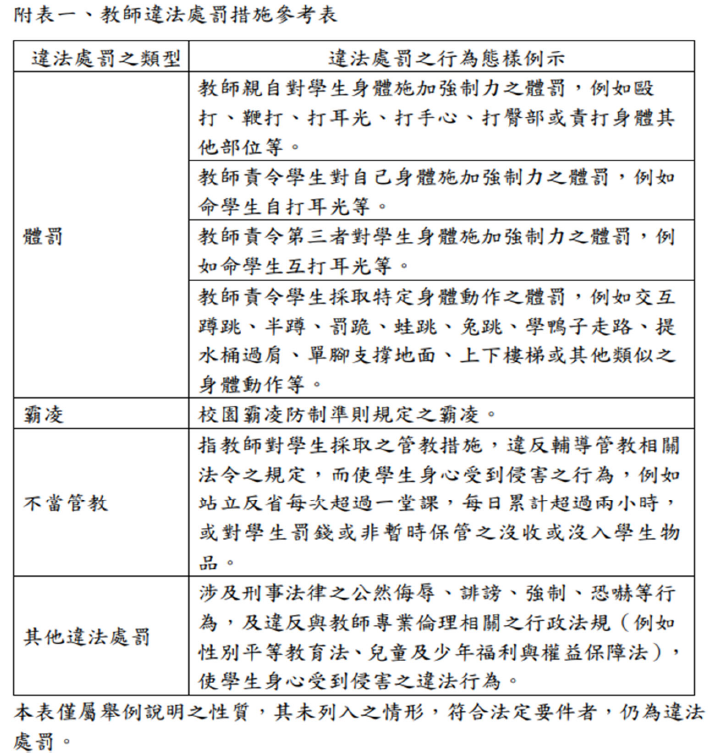 附表一、教師違法處罰措施參考表
違法處罰之類型
違法處罰之行為態樣例示
體罰
教師親自對學生身體施加強制力之體罰，例如毆
打、鞭打、打耳光、打手心、打臀部或責打身體其
他部位等。
教師責令學生對自己身體施加強制力之體罰，例如
命學生自打耳光等。
教師責令第三者對學生身體施加強制力之體罰，例
如命學生互打耳光等。
教師責令學生採取特定身體動作之體罰，例如交互
蹲跳、半蹲、罰跪、蛙跳、兔跳、學鴨子走路、提
水桶過肩、單腳支撐地面、上下樓梯或其他類似之
身體動作等。
霸凌
校園霸凌防制準則規定之霸凌。
不當管教
指教師對學生採取之管教措施，違反輔導管教相關
法令之規定，而使學生身心受到侵害之行為，例如
站立反省每次超過一堂課，每日累計超過兩小時，
或對學生罰錢或非暫時保管之沒收或沒入學生物
品。
其他違法處罰
涉及刑事法律之公然侮辱、誹謗、強制、恐嚇等行
為，及違反與教師專業倫理相關之行政法規（例如
性別平等教育法、兒童及少年福利與權益保障法），
使學生身心受到侵害之違法行為。
本表僅屬舉例說明之性質，其未列入之情形，符合法定要件者，仍為違法
處罰。